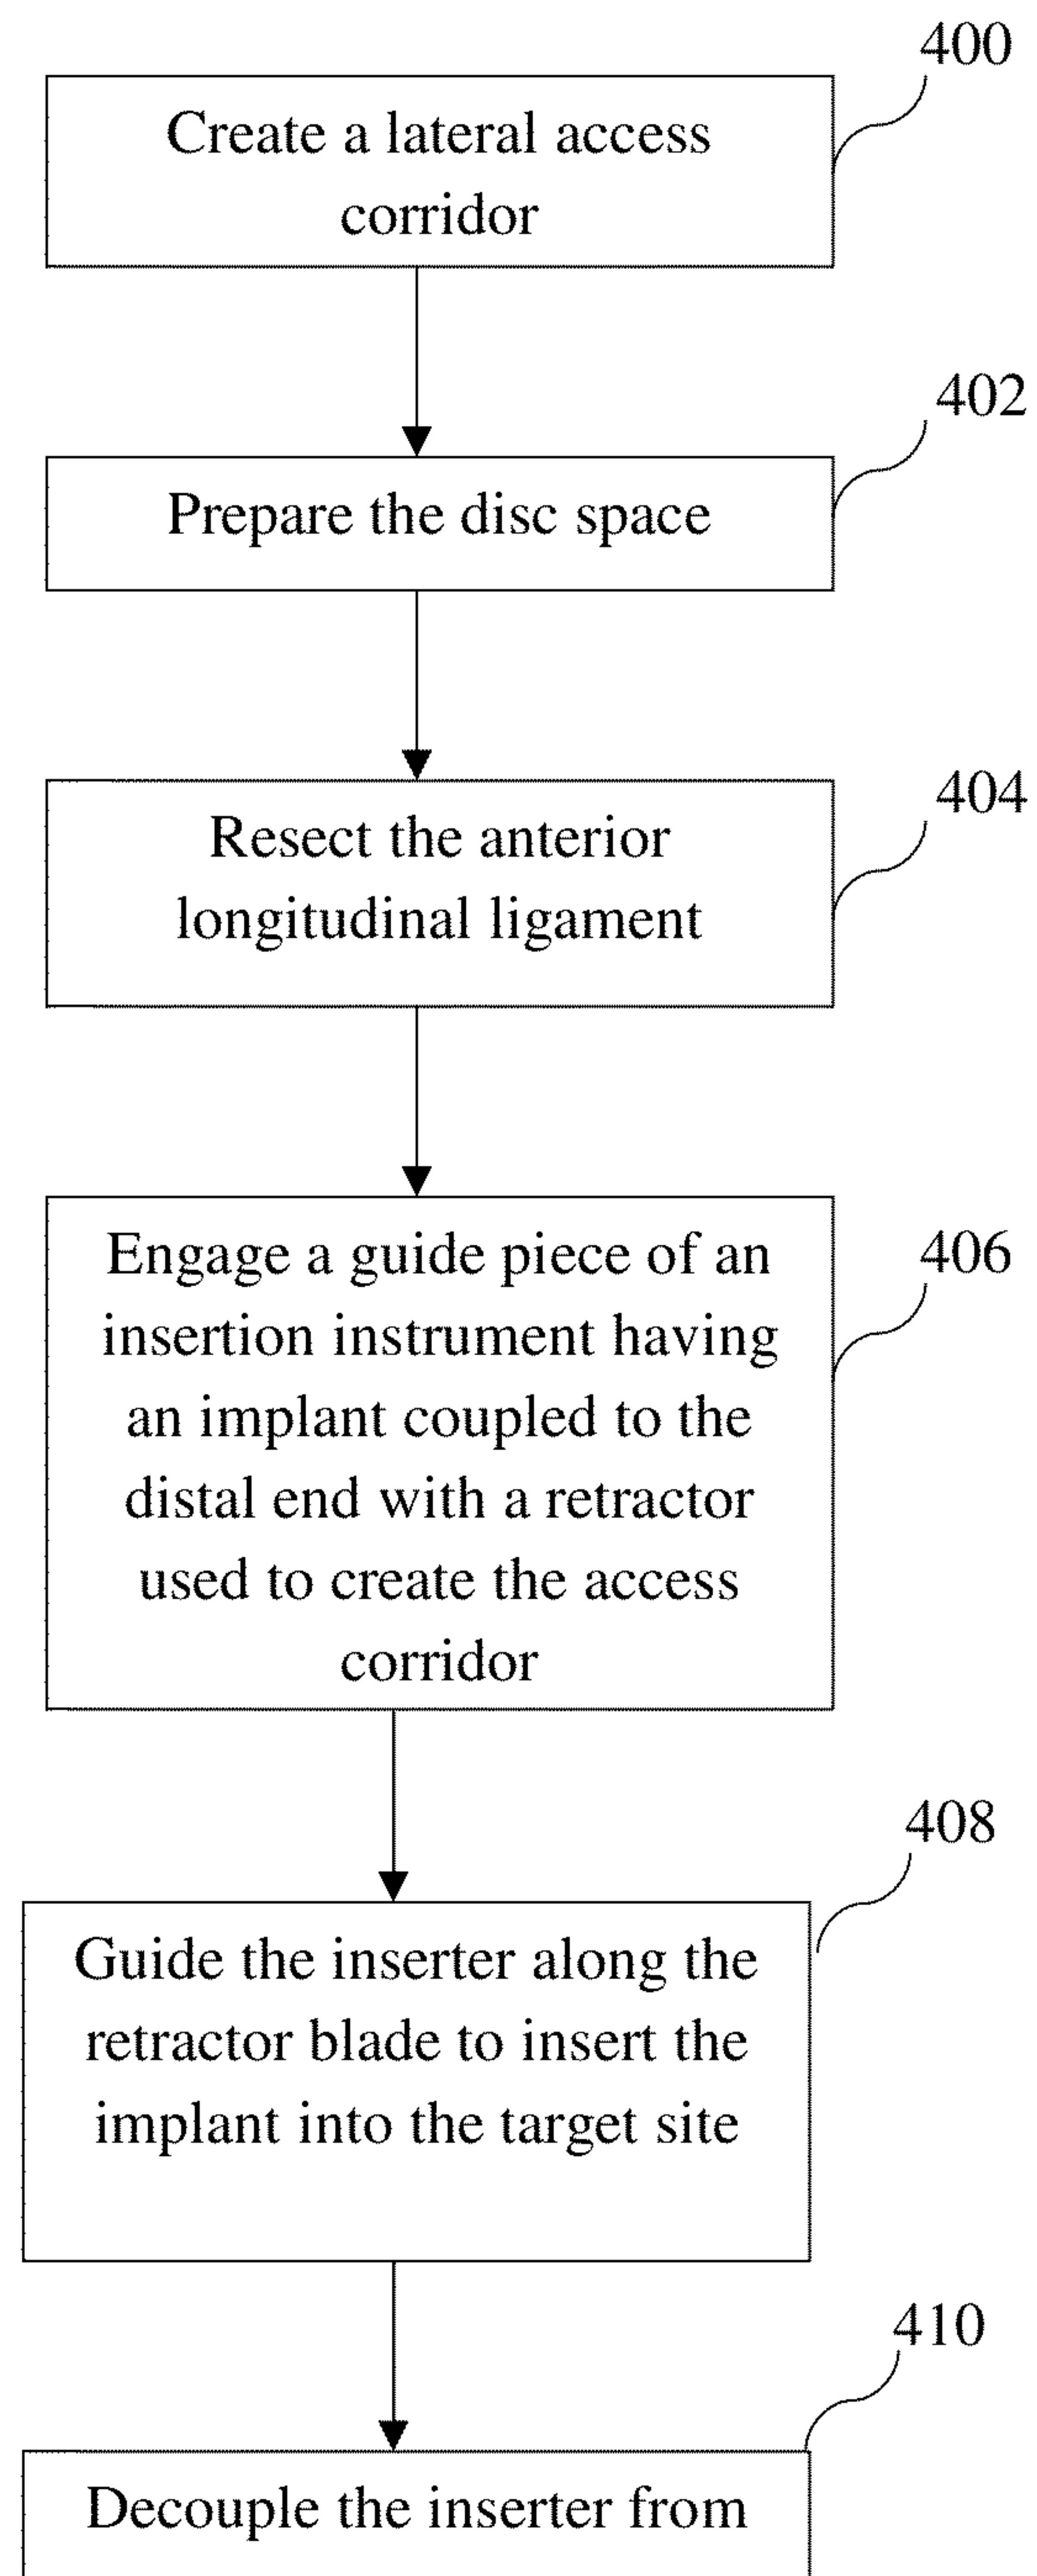 400
Create a lateral access
corridor
402
Prepare the disc space
404
Resect the anterior
longitudinal ligament
406
Engage a guide piece of an
insertion instrument having
an implant coupled to the
distal end with a retractor
used to create the access
corridor
408
Guide the inserter along the
retractor blade to insert the
implant into the target site
410
Decouple the inserter from